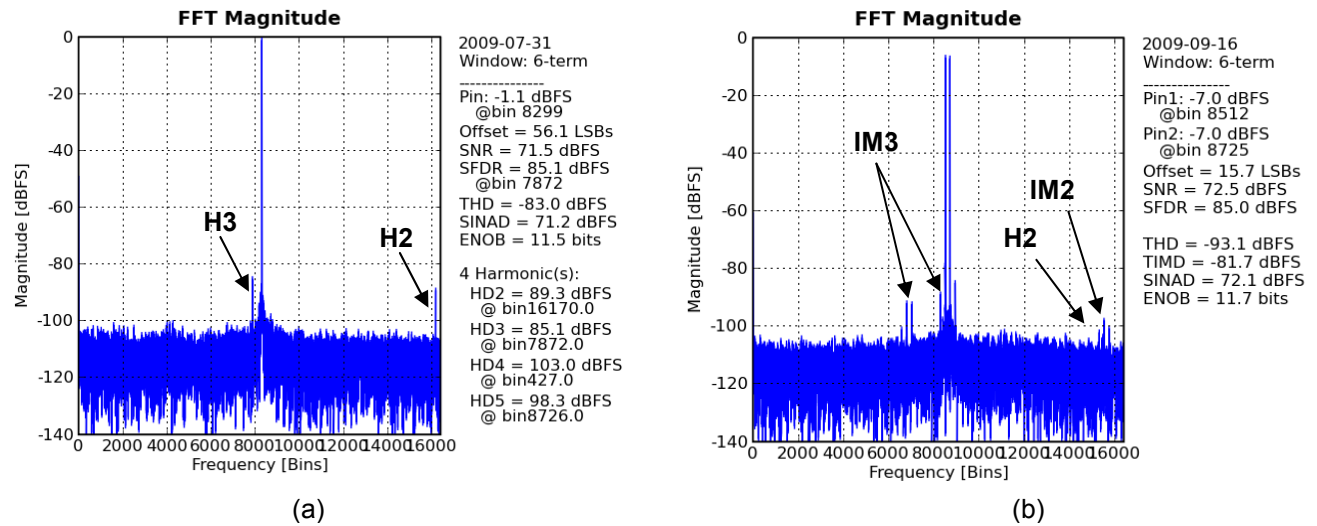 FFT Magnitude
0
-20
-40
-60
-80
-100
-120
-140
Magnitude [dBFS]
0 2000 4000 6000 8000 10000 12000 14000 16000
Frequency [Bins]
H3
H2
2009-07-31
Window: 6-term
---------------
Pin: -1.1 dBFS
@bin 8299
Offset = 56.1 LSBs
SNR = 71.5 dBFS
SFDR = 85.1 dBFS
@bin 7872
THD = -83.0 dBFS
SINAD = 71.2 dBFS
ENOB = 11.5 bits
4 Harmonic(s):
HD2 = 89.3 dBFS
@ bin16170.0
HD3 = 85.1 dBFS
@ bin7872.0
HD4 = 103.0 dBFS
@ bin427.0
HD5 = 98.3 dBFS
@ bin8726.0
(a)
FFT Magnitude
0
-20
-40
-60
-80
-100
-120
-140
Magnitude [dBFS]
0 2000 4000 6000 8000 10000 12000 14000 16000
Frequency [Bins]
IM3
IM2
H2
2009-09-16
Window: 6-term
---------------
Pin1: -7.0 dBFS
@bin 8512
Pin2: -7.0 dBFS
@bin 8725
Offset = 15.7 LSBs
SNR = 72.5 dBFS
SFDR = 85.0 dBFS
THD = -93.1 dBFS
TIMD = -81.7 dBFS
SINAD = 72.1 dBFS
ENOB = 11.7 bits
(b)